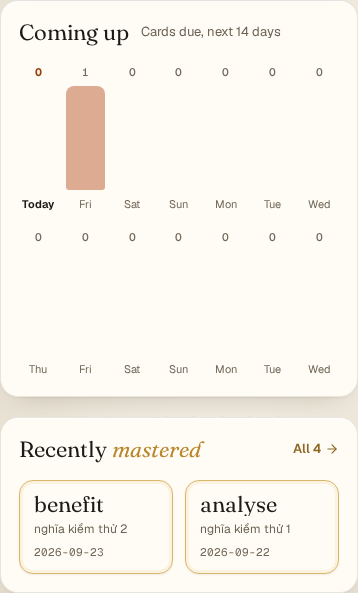 Coming up Cards due, next 14 days
0 1 0 0 0 0 0
Today Fri Sat Sun Mon Tue Wed
0 0 0 0 0 0 0
Thu Fri Sat Sun Mon Tue Wed
Recently mastered All 4 →
benefit analyse
nghĩa kiểm thử 2 nghĩa kiểm thử 1
2026-09-23 2026-09-22